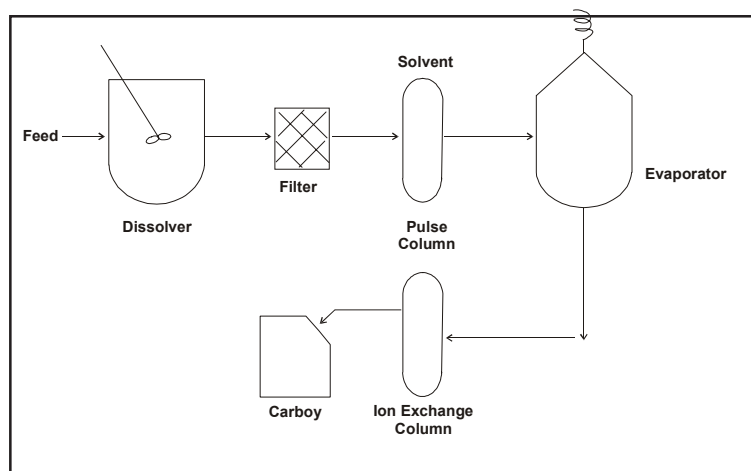 Solvent
Feed
Filter
Evaporator
Dissolver
Pulse
Column
Carboy
Ion Exchange
Column